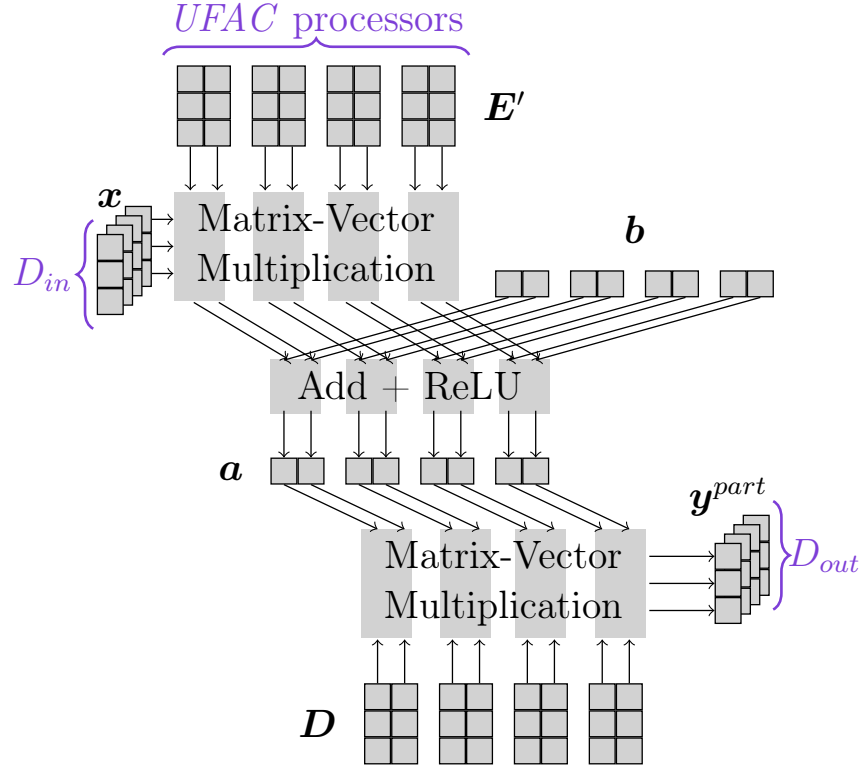 UFAC processors
E′
x
Matrix-Vector
Multiplication
D_in
b
Add + ReLU
a
y^part
Matrix-Vector
Multiplication
D_out
D